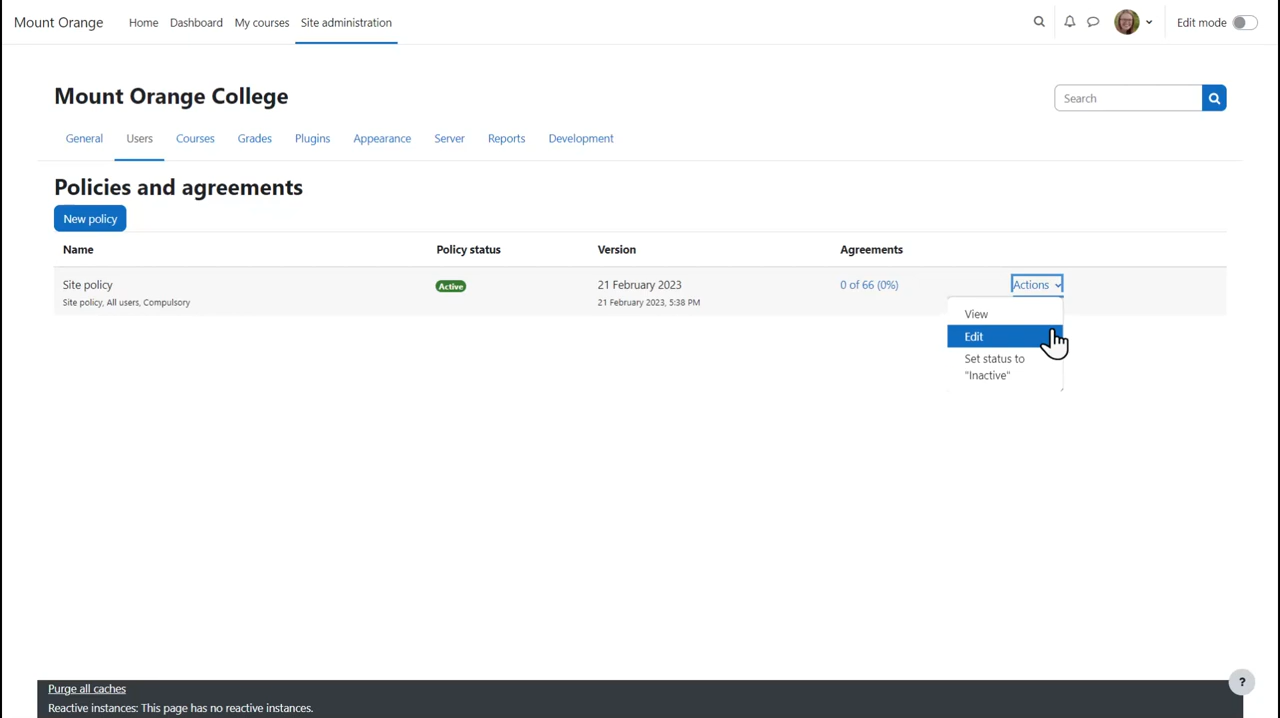 Mount Orange Home Dashboard My courses Site administration Edit mode
Mount Orange College
Search
General Users Courses Grades Plugins Appearance Server Reports Development
Policies and agreements
New policy
Name Policy status Version Agreements
Site policy Active 21 February 2023 0 of 66 (0%) Actions
Site policy, All users, Compulsory 21 February 2023, 5:38 PM
View
Edit
Set status to
"Inactive"
Purge all caches
Reactive instances: This page has no reactive instances.
?